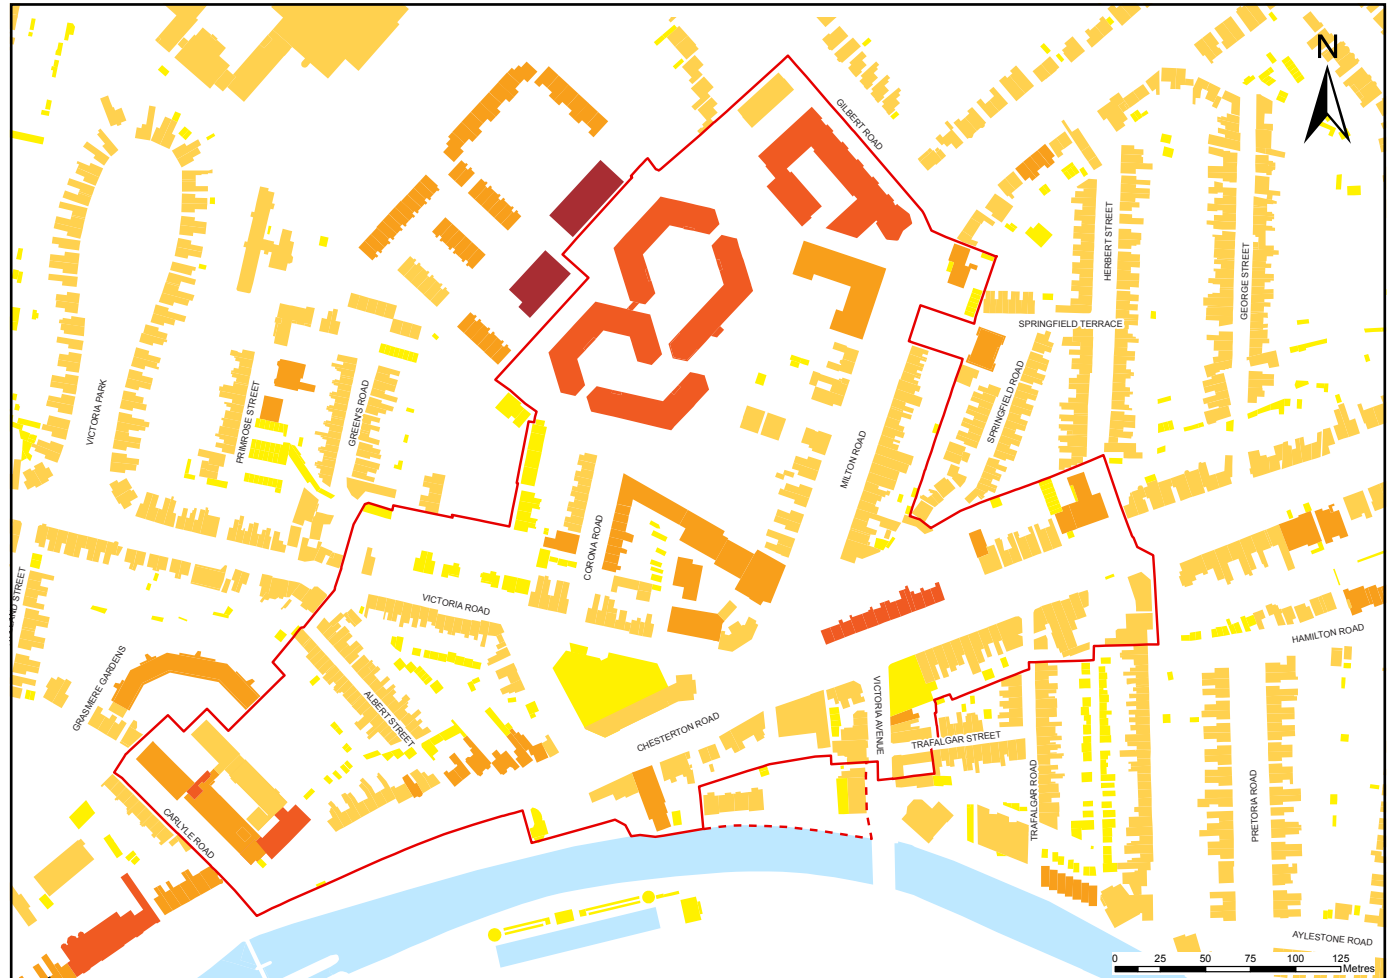 N
GILBERT ROAD
HERBERT STREET
GEORGE STREET
SPRINGFIELD TERRACE
VICTORIA PARK
PRIMROSE STREET
GREEN'S ROAD
SPRINGFIELD ROAD
MILTON ROAD
CORONA ROAD
VICTORIA ROAD
HAMILTON ROAD
GRASMERE GARDENS
ALBERT STREET
CHESTERTON ROAD
VICTORIA AVENUE
TRAFALGAR STREET
CARLYLE ROAD
TRAFALGAR ROAD
PRETORIA ROAD
AYLESTONE ROAD
0 25 50 75 100 125
Metres